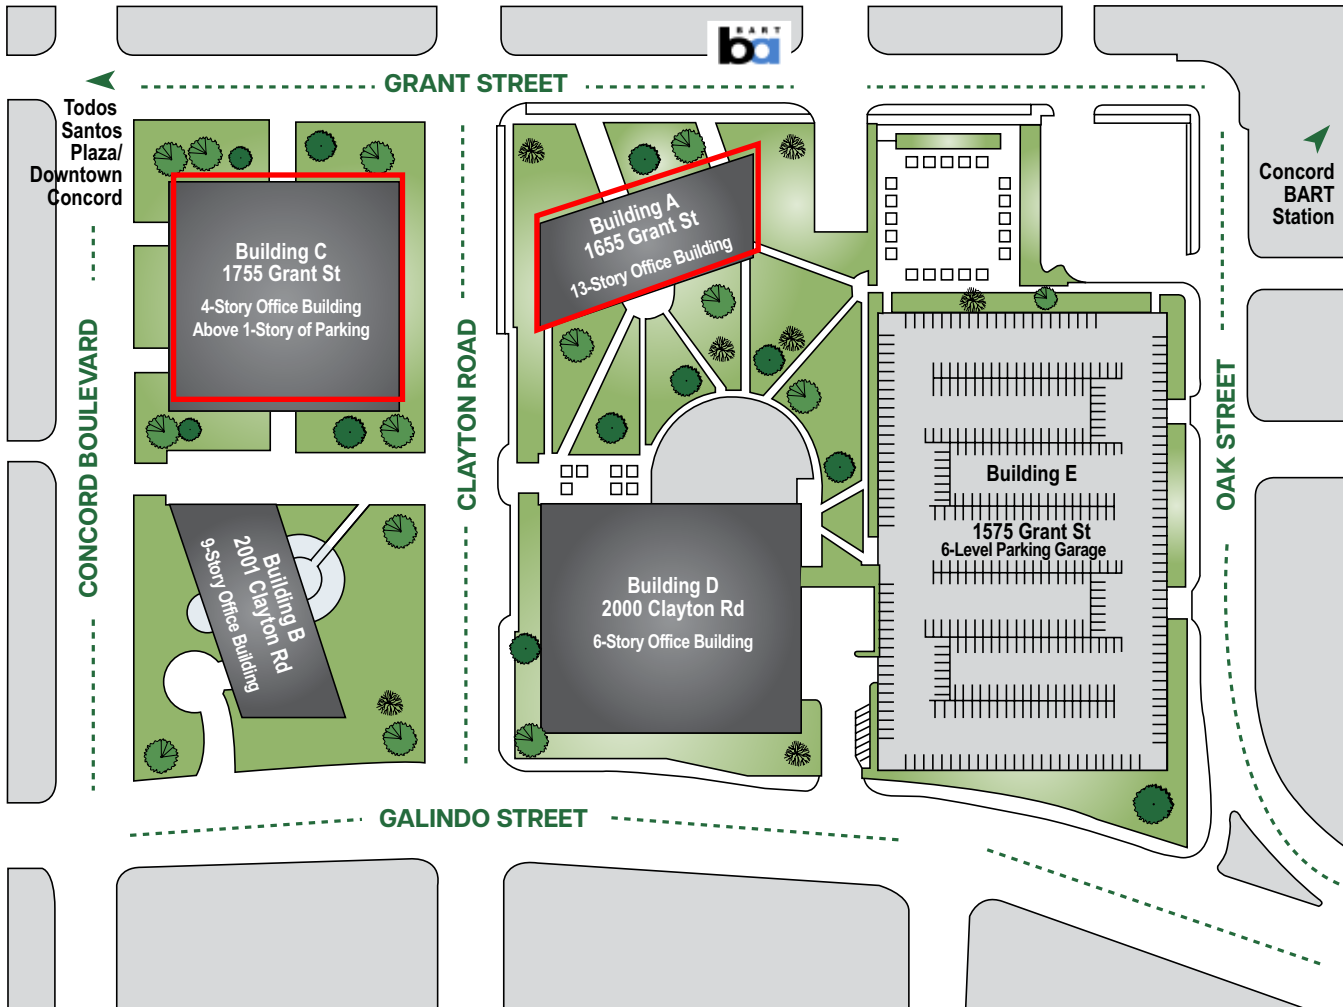 BART
ba
GRANT STREET
Todos
Santos
Plaza/
Downtown
Concord
Concord
BART
Station
Building A
1655 Grant St
13-Story Office Building
Building C
1755 Grant St
4-Story Office Building
Above 1-Story of Parking
CONCORD BOULEVARD
CLAYTON ROAD
OAK STREET
Building E
1575 Grant St
6-Level Parking Garage
Building B
2001 Clayton Rd
9-Story Office Building
Building D
2000 Clayton Rd
6-Story Office Building
GALINDO STREET